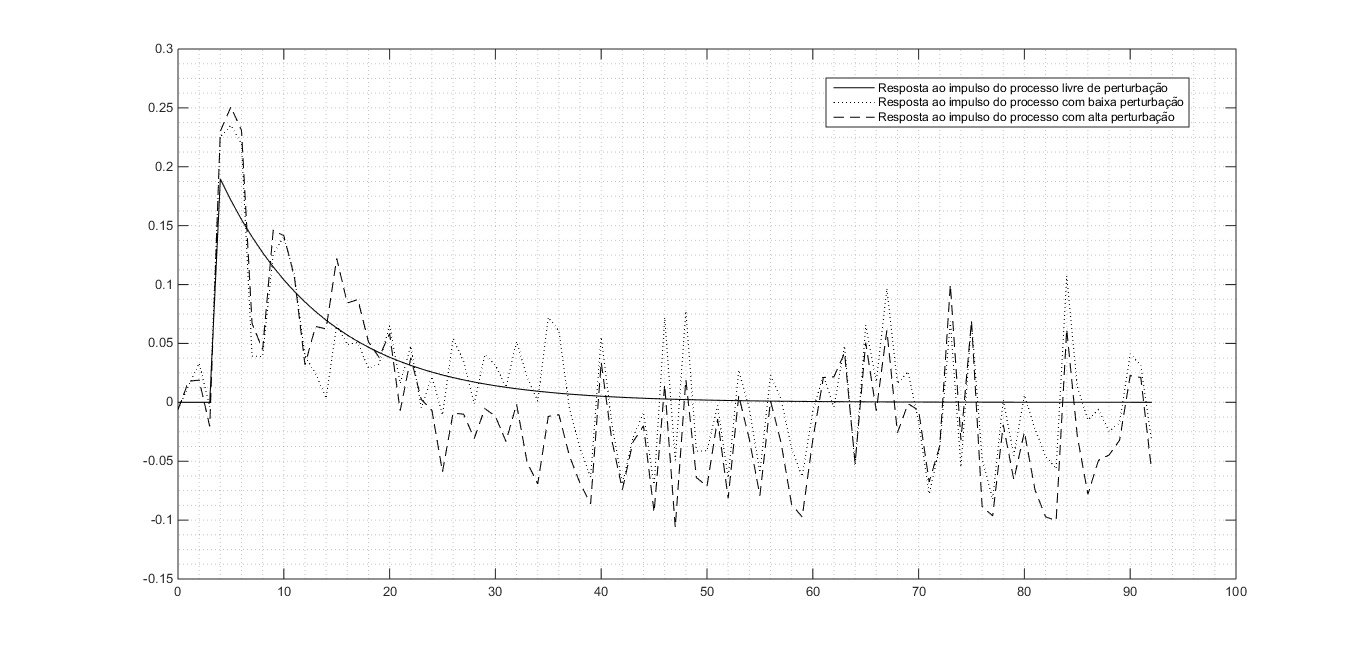 0.3
0.25
0.2
0.15
0.1
0.05
0
-0.05
-0.1
-0.15
Resposta ao impulso do processo livre de perturbação
Resposta ao impulso do processo com baixa perturbação
Resposta ao impulso do processo com alta perturbação
0 10 20 30 40 50 60 70 80 90 100